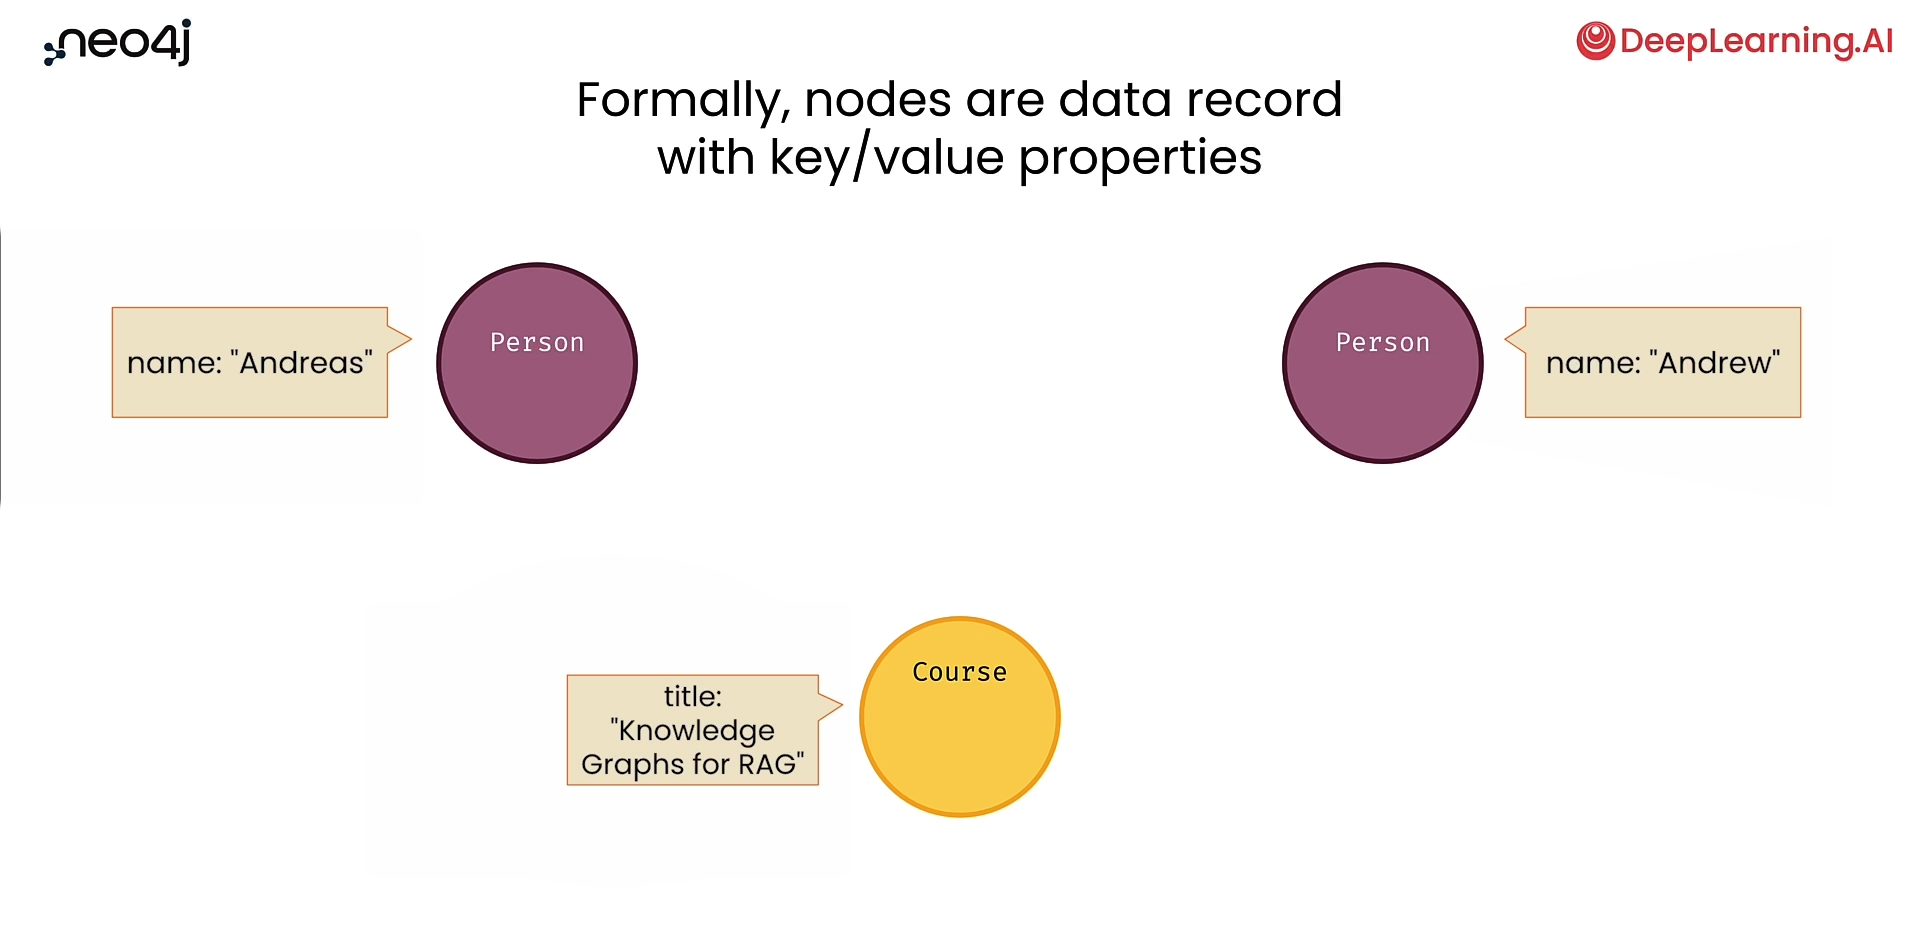 neo4j
DeepLearning.AI
Formally, nodes are data record
with key/value properties
name: "Andreas"
Person
Person
name: "Andrew"
Course
title:
"Knowledge
Graphs for RAG"